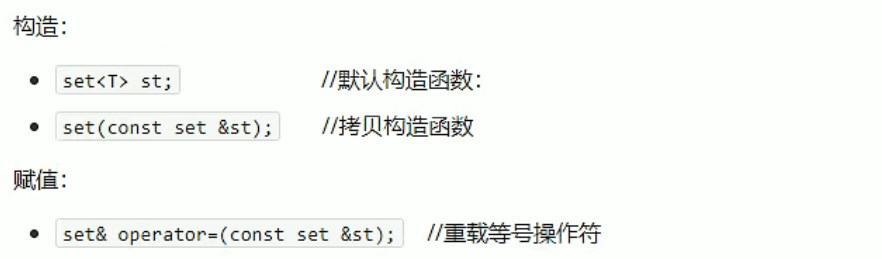 构造：
set<T> st; //默认构造函数：
set(const set &st); //拷贝构造函数
赋值：
set& operator=(const set &st); //重载等号操作符